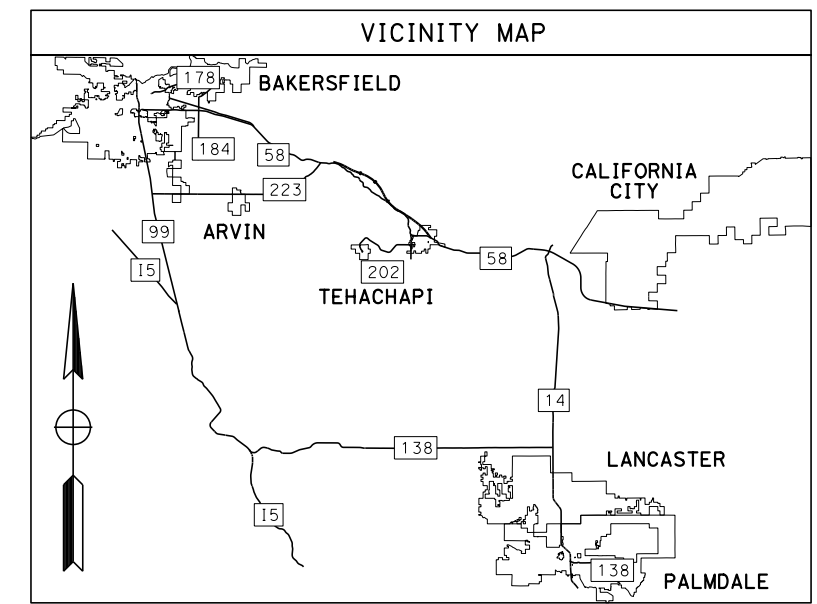 VICINITY MAP
178
BAKERSFIELD
184
58
CALIFORNIA
CITY
223
99
ARVIN
58
I5
202
TEHACHAPI
14
138
LANCASTER
I5
138
PALMDALE